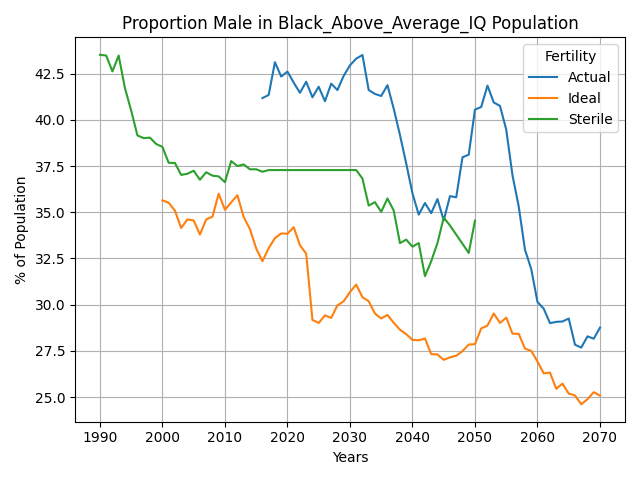 Proportion Male in Black_Above_Average_IQ Population
Fertility
Actual
Ideal
Sterile
% of Population
42.5
40.0
37.5
35.0
32.5
30.0
27.5
25.0
1990 2000 2010 2020 2030 2040 2050 2060 2070
Years